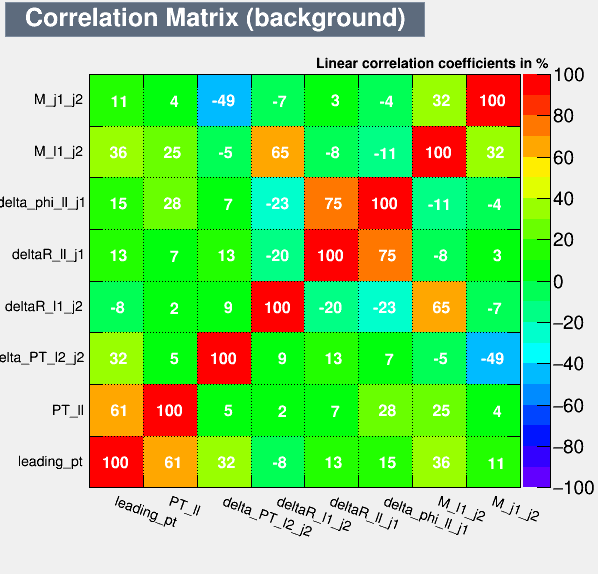 Correlation Matrix (background)
Linear correlation coefficients in %
M_j1_j2 11 4 -49 -7 3 -4 32 100
M_l1_j2 36 25 -5 65 -8 -11 100 32
delta_phi_ll_j1 15 28 7 -23 75 100 -11 -4
deltaR_ll_j1 13 7 13 -20 100 75 -8 3
deltaR_l1_j2 -8 2 9 100 -20 -23 65 -7
elta_PT_l2_j2 32 5 100 9 13 7 -5 -49
PT_ll 61 100 5 2 7 28 25 4
leading_pt 100 61 32 -8 13 15 36 11
leading_pt PT_ll delta_PT_l2_j2 deltaR_l1_j2 deltaR_ll_j1 delta_phi_ll_j1 M_l1_j2 M_j1_j2
100
80
60
40
20
0
−20
−40
−60
−80
−100